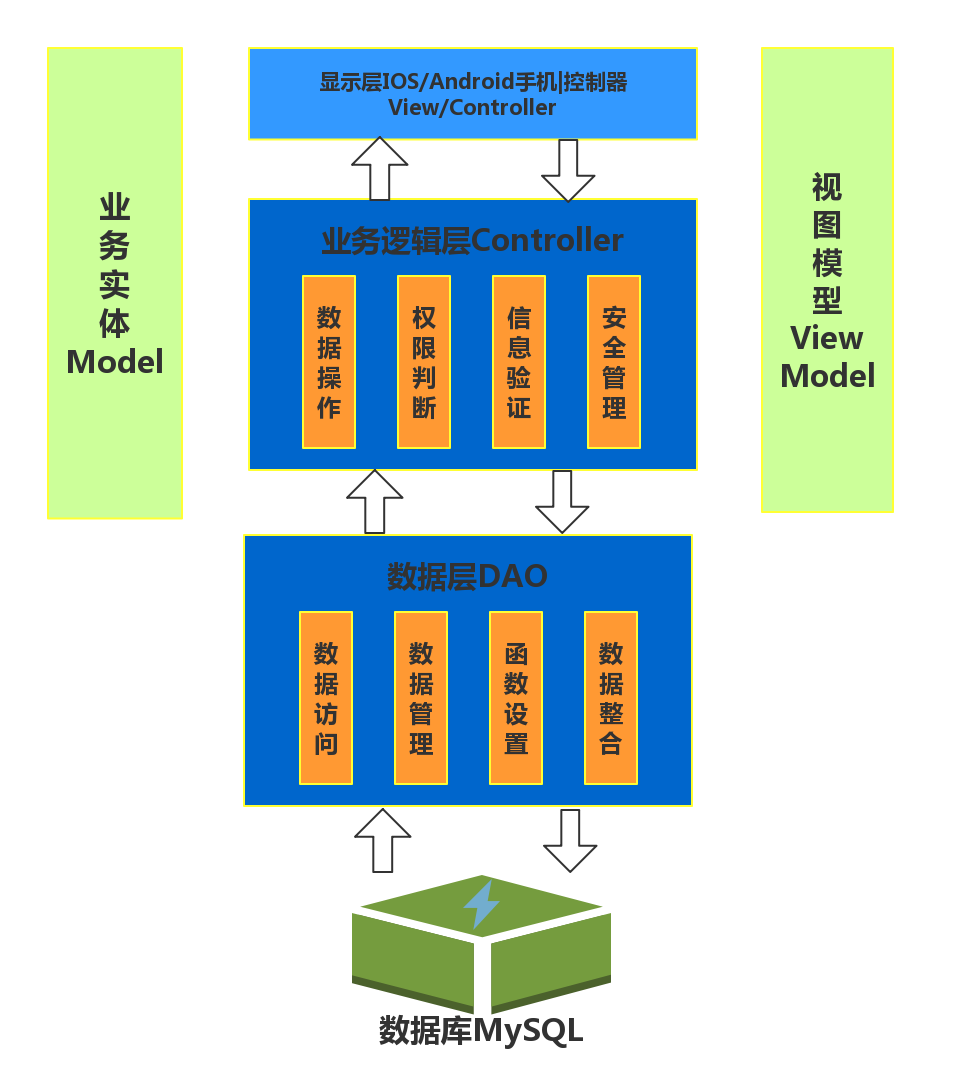 显示层IOS/Android手机|控制器
View/Controller
业务实体
Model
视图模型
View
Model
业务逻辑层Controller
数据操作
权限判断
信息验证
安全管理
数据层DAO
数据访问
数据管理
函数设置
数据整合
数据库MySQL